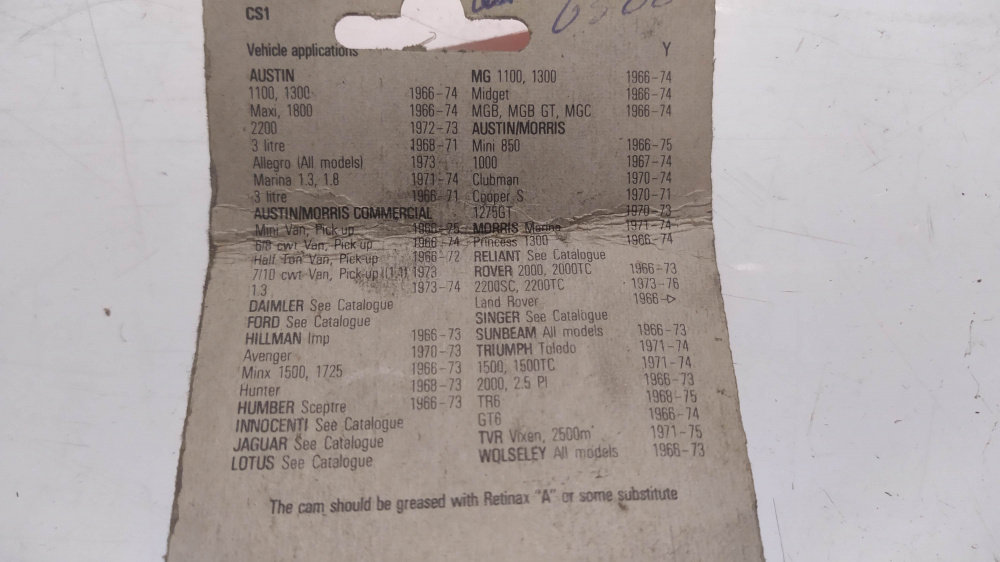 CS1
Vehicle applications Y
AUSTIN
1100, 1300 1966-74
Maxi, 1800 1966-74
2200 1972-73
3 litre 1968-71
Allegro (All models) 1973
Marina 1.3, 1.8 1971-74
3 litre 1966-71
AUSTIN/MORRIS COMMERCIAL
Mini Van, Pick up 1966-75
6/8 cwt Van, Pick up 1966-74
Half Ton Van, Pick up 1968-72
7/10 cwt Van, Pick-up (1.1) 1973
1.3 1973-74
DAIMLER See Catalogue
FORD See Catalogue
HILLMAN Imp 1966-73
Avenger 1970-73
Minx 1500, 1725 1966-73
Hunter 1968-73
HUMBER Sceptre 1966-73
INNOCENTI See Catalogue
JAGUAR See Catalogue
LOTUS See Catalogue
MG 1100, 1300 1966-74
Midget 1966-74
MGB, MGB GT, MGC 1966-74
AUSTIN/MORRIS
Mini 850 1966-75
1000 1967-74
Clubman 1970-74
Cooper S 1970-71
1275GT 1970-73
MORRIS Marina 1971-74
Princess 1300 1966-74
RELIANT See Catalogue
ROVER 2000, 2000TC 1966-73
2200SC, 2200TC 1973-76
Land Rover 1966-▷
SINGER See Catalogue
SUNBEAM All models 1966-73
TRIUMPH Toledo 1971-74
1500, 1500TC 1971-74
2000, 2.5 PI 1966-73
TR6 1968-75
GT6 1966-74
TVR Vixen, 2500m 1971-75
WOLSELEY All models 1968-73
The cam should be greased with Retinax "A" or some substitute